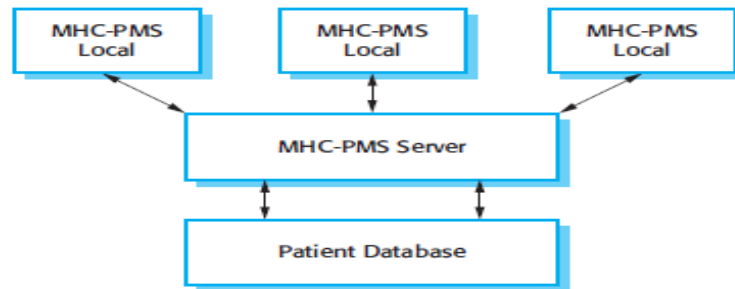 MHC-PMS
Local
MHC-PMS
Local
MHC-PMS
Local
MHC-PMS Server
Patient Database